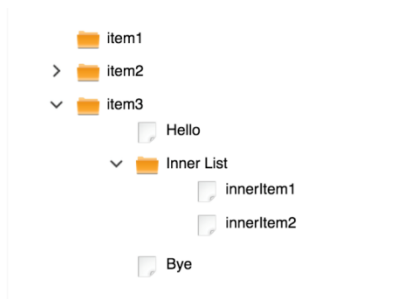 item1
item2
item3
Hello
Inner List
innerItem1
innerItem2
Bye